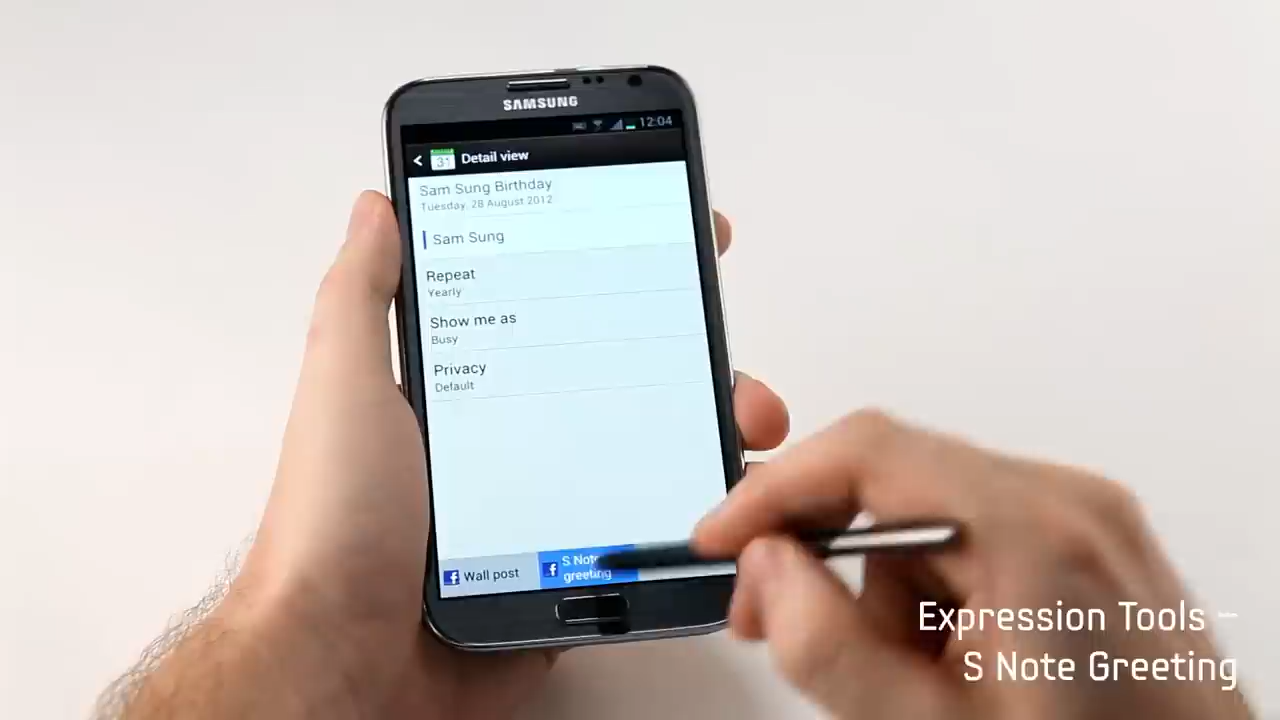 SAMSUNG
12:04
31
Detail view
Sam Sung Birthday
Tuesday, 28 August 2012
Sam Sung
Repeat
Yearly
Show me as
Busy
Privacy
Default
f Wall post
f S Note
greeting
Expression Tools –
S Note Greeting